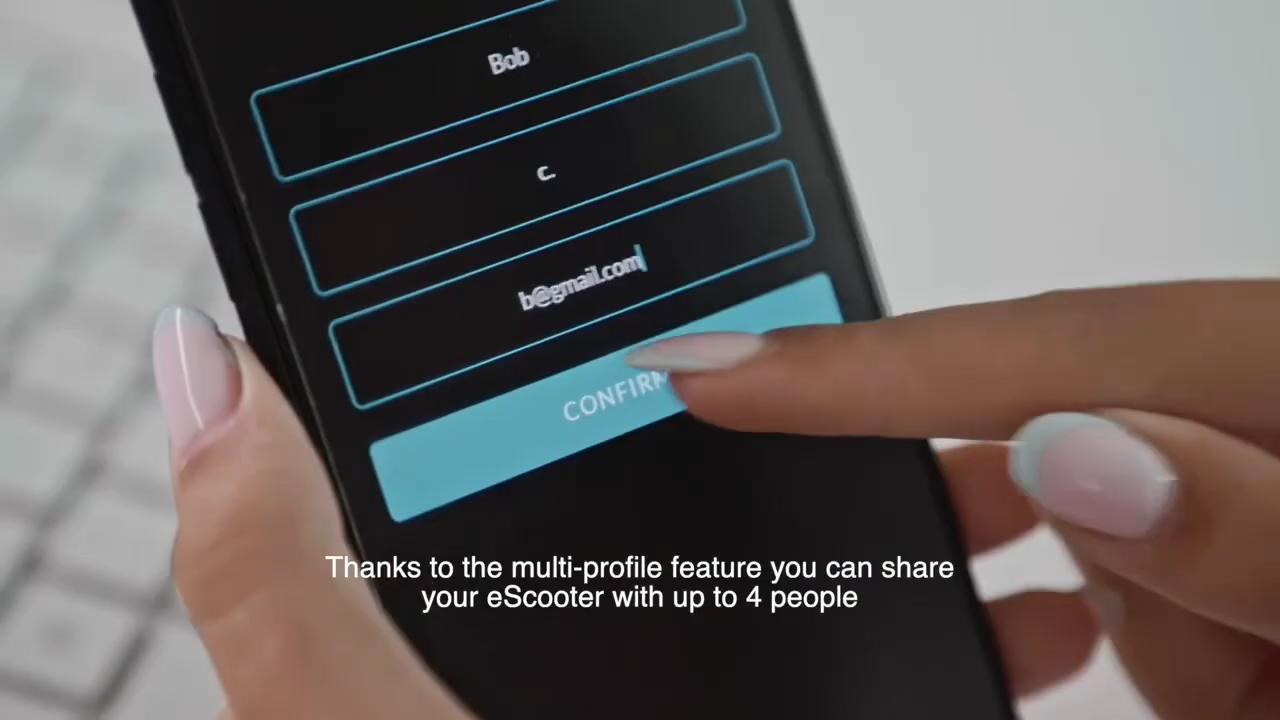 Bob
c.
b@gmail.com
CONFIRM
Thanks to the multi-profile feature you can share
your eScooter with up to 4 people